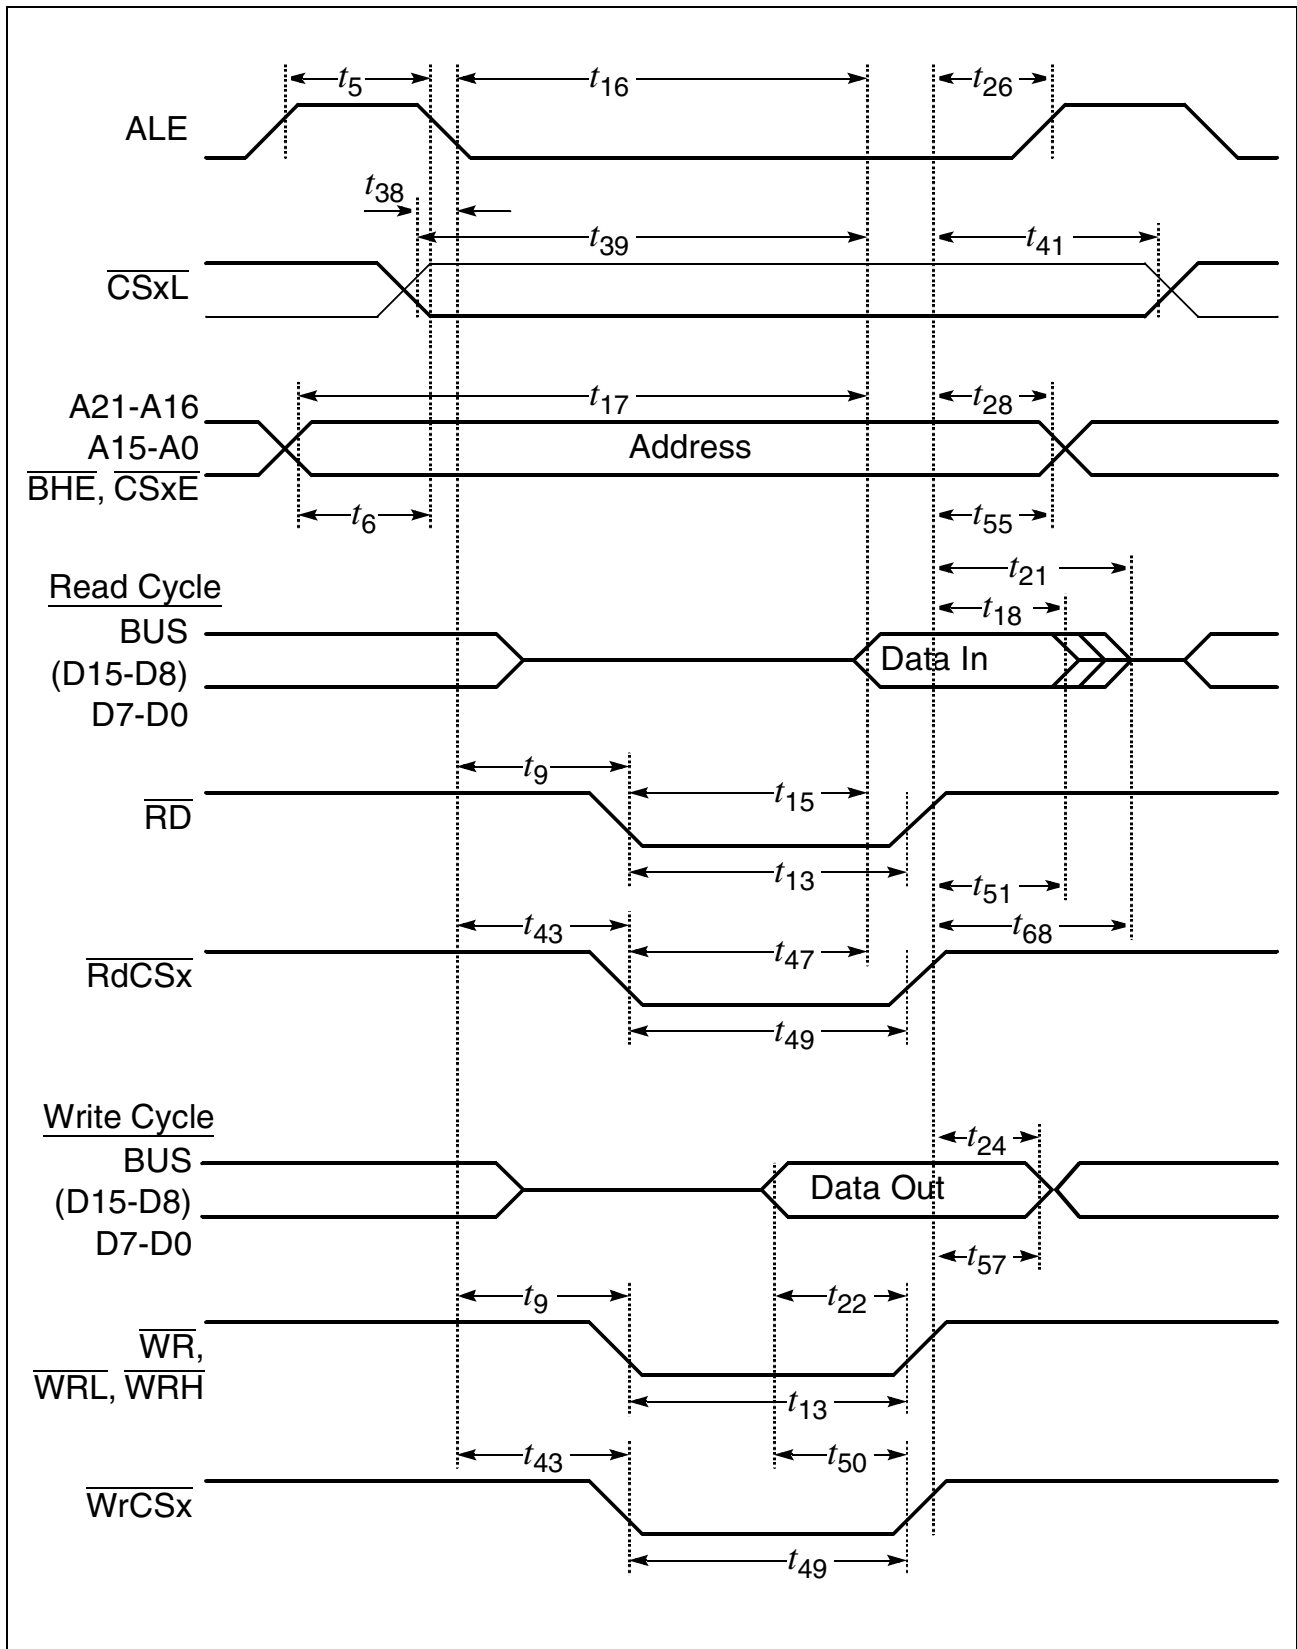 t5 t16 t26
ALE
t38
t39 t41
CSxL
t17 t28
A21-A16
A15-A0 Address
BHE, CSxE
t6 t55
t21
Read Cycle
t18
BUS
(D15-D8) Data In
D7-D0
t9
t15
RD
t13 t51
t43 t68
t47
RdCSx
t49
Write Cycle
t24
BUS
(D15-D8) Data Out
D7-D0
t57
t9 t22
WR,
WRL, WRH
t13
t43 t50
WrCSx
t49